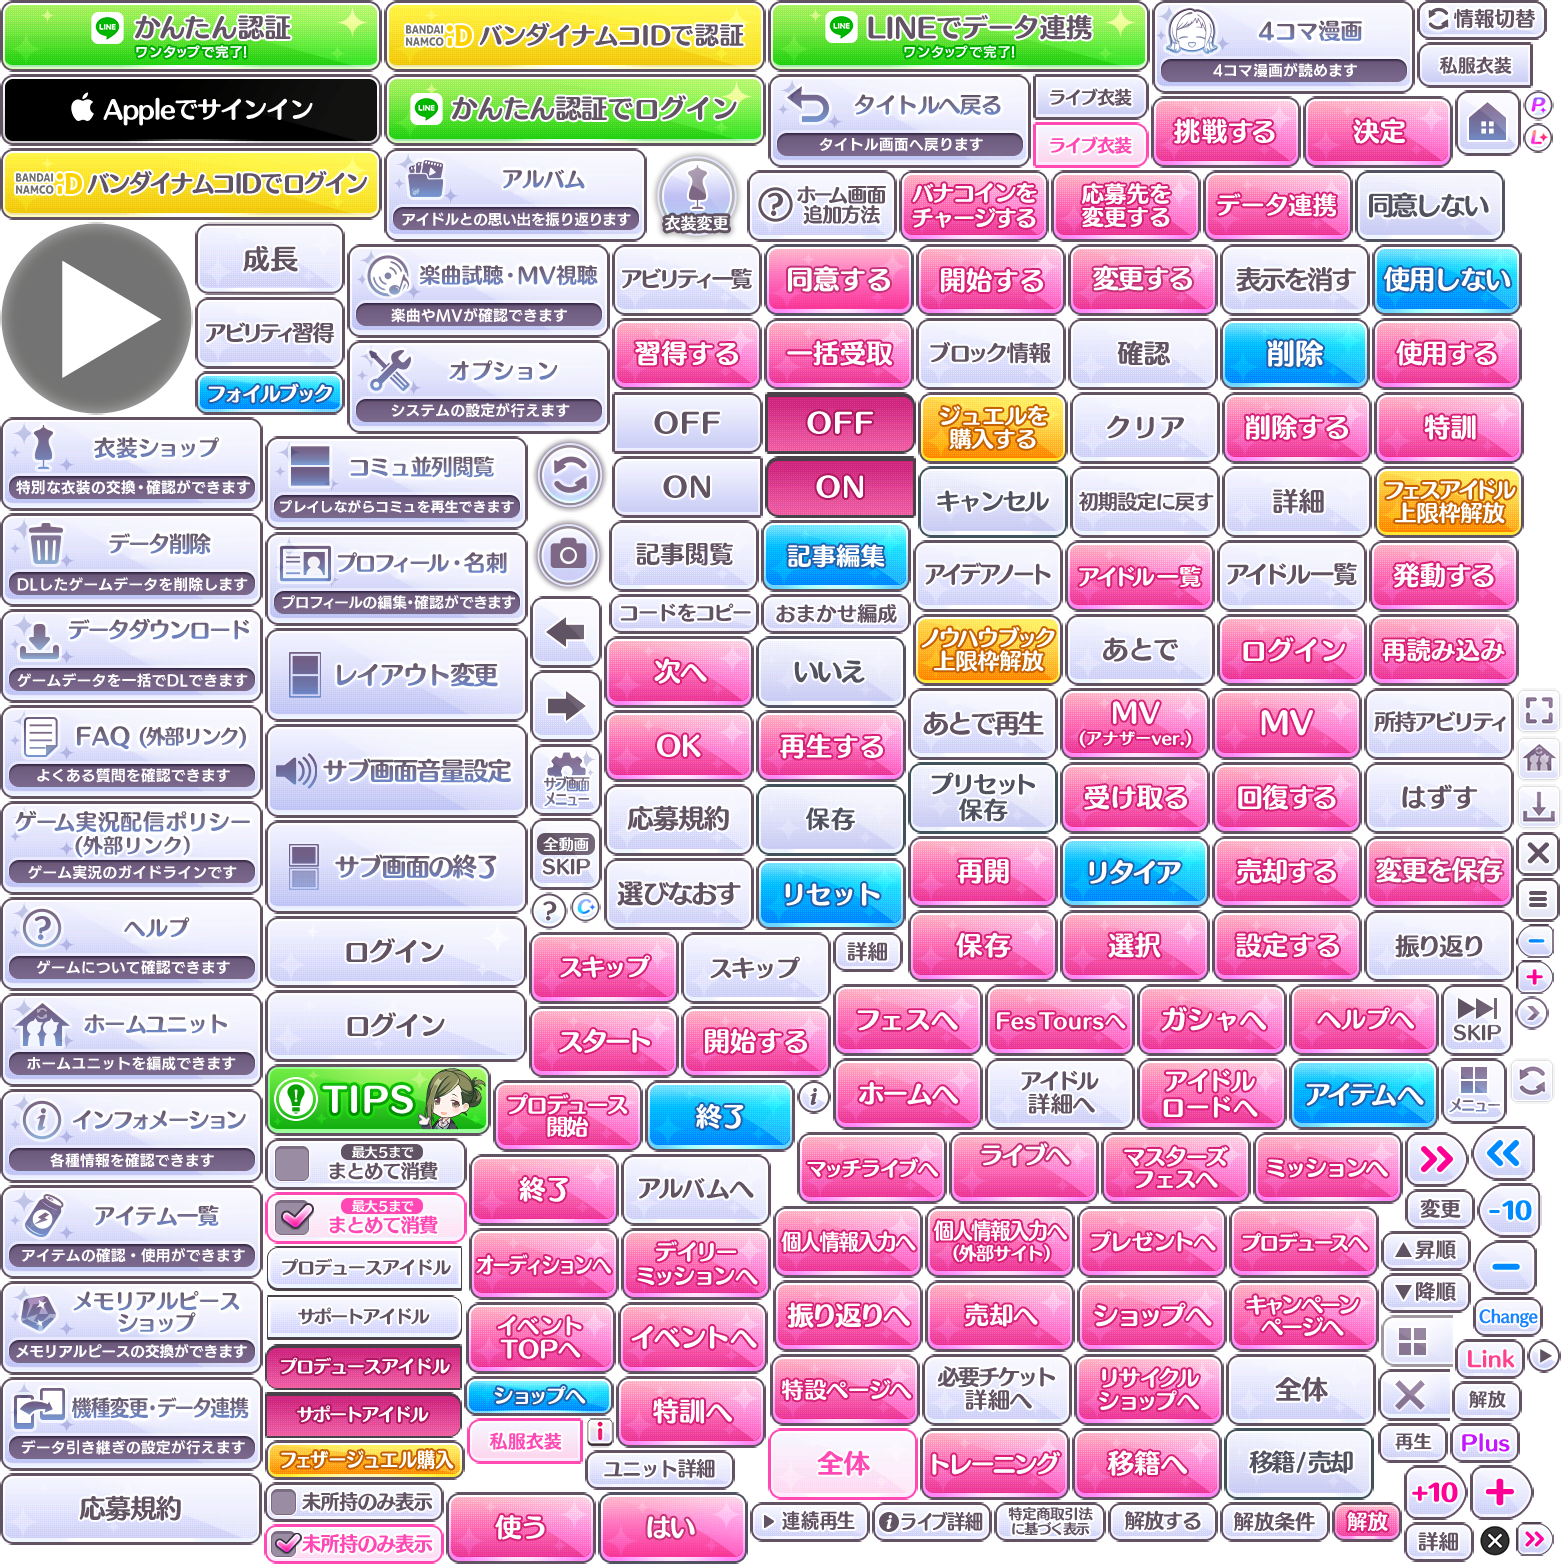 LINE
かんたん認証
ワンタップで完了!
BANDAI
NAMCO
iD
バンダイナムコIDで認証
LINE
LINEでデータ連携
ワンタップで完了!
4コマ漫画
4コマ漫画が読めます
情報切替
私服衣装
Appleでサインイン
LINE
かんたん認証でログイン
タイトルへ戻る
タイトル画面へ戻ります
ライブ衣装
ライブ衣装
挑戦する
決定
P
L
BANDAI
NAMCO
iD
バンダイナムコIDでログイン
アルバム
アイドルとの思い出を振り返ります
衣装変更
ホーム画面
追加方法
バナコインを
チャージする
応募先を
変更する
データ連携
同意しない
成長
アビリティ習得
フォイルブック
楽曲試聴・MV視聴
楽曲やMVが確認できます
オプション
システムの設定が行えます
アビリティ一覧
同意する
開始する
変更する
表示を消す
使用しない
習得する
一括受取
ブロック情報
確認
削除
使用する
OFF
OFF
ジュエルを
購入する
クリア
削除する
特訓
ON
ON
キャンセル
初期設定に戻す
詳細
フェスアイドル
上限枠解放
衣装ショップ
特別な衣装の交換・確認ができます
コミュ並列閲覧
プレイしながらコミュを再生できます
データ削除
DLしたゲームデータを削除します
プロフィール・名刺
プロフィールの編集・確認ができます
記事閲覧
記事編集
アイデアノート
アイドル一覧
アイドル一覧
発動する
コードをコピー
おまかせ編成
データダウンロード
ゲームデータを一括でDLできます
レイアウト変更
次へ
いいえ
ノウハウブック
上限枠解放
あとで
ログイン
再読み込み
FAQ (外部リンク)
よくある質問を確認できます
サブ画面音量設定
サブ画面
メニュー
OK
再生する
あとで再生
MV
(アナザーver.)
MV
所持アビリティ
ゲーム実況配信ポリシー
(外部リンク)
ゲーム実況のガイドラインです
サブ画面の終了
全動画
SKIP
応募規約
保存
プリセット
保存
受け取る
回復する
はずす
選びなおす
リセット
再開
リタイア
売却する
変更を保存
ヘルプ
ゲームについて確認できます
ログイン
?
C
スキップ
スキップ
詳細
保存
選択
設定する
振り返り
ホームユニット
ホームユニットを編成できます
ログイン
スタート
開始する
フェスへ
Fes Toursへ
ガシャへ
ヘルプへ
SKIP
TIPS
プロデュース
開始
終了
i
ホームへ
アイドル
詳細へ
アイドル
ロードへ
アイテムへ
メニュー
インフォメーション
各種情報を確認できます
最大5まで
まとめて消費
終了
アルバムへ
マッチライブへ
ライブへ
マスターズ
フェスへ
ミッションへ
最大5まで
まとめて消費
変更
-10
アイテム一覧
アイテムの確認・使用ができます
プロデュースアイドル
オーディションへ
デイリー
ミッションへ
個人情報入力へ
個人情報入力へ
(外部サイト)
プレゼントへ
プロデュースへ
▲昇順
▼降順
メモリアルピース
ショップ
メモリアルピースの交換ができます
サポートアイドル
イベント
TOPへ
イベントへ
振り返りへ
売却へ
ショップへ
キャンペーン
ページへ
Change
プロデュースアイドル
サポートアイドル
ショップへ
特訓へ
特設ページへ
必要チケット
詳細へ
リサイクル
ショップへ
全体
Link
解放
機種変更・データ連携
データ引き継ぎの設定が行えます
フェザージュエル購入
私服衣装
i
ユニット詳細
全体
トレーニング
移籍へ
移籍/売却
再生
Plus
応募規約
未所持のみ表示
未所持のみ表示
使う
はい
連続再生
ライブ詳細
特定商取引法
に基づく表示
解放する
解放条件
解放
+10
詳細